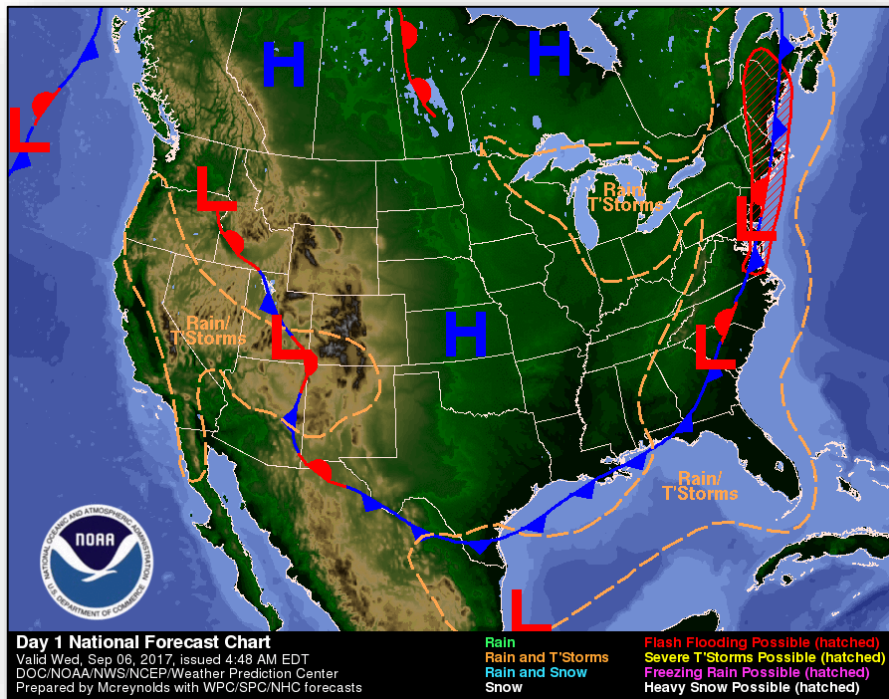 H
H
L
L
Rain/
T'Storms
L
Rain/
T'Storms
L
H
L
Rain/
T'Storms
L
NATIONAL OCEANIC AND ATMOSPHERIC ADMINISTRATION
NOAA
U.S. DEPARTMENT OF COMMERCE
Day 1 National Forecast Chart
Valid Wed, Sep 06, 2017, issued 4:48 AM EDT
DOC/NOAA/NWS/NCEP/Weather Prediction Center
Prepared by Mcreynolds with WPC/SPC/NHC forecasts
Rain
Rain and T'Storms
Rain and Snow
Snow
Flash Flooding Possible (hatched)
Severe T'Storms Possible (hatched)
Freezing Rain Possible (hatched)
Heavy Snow Possible (hatched)